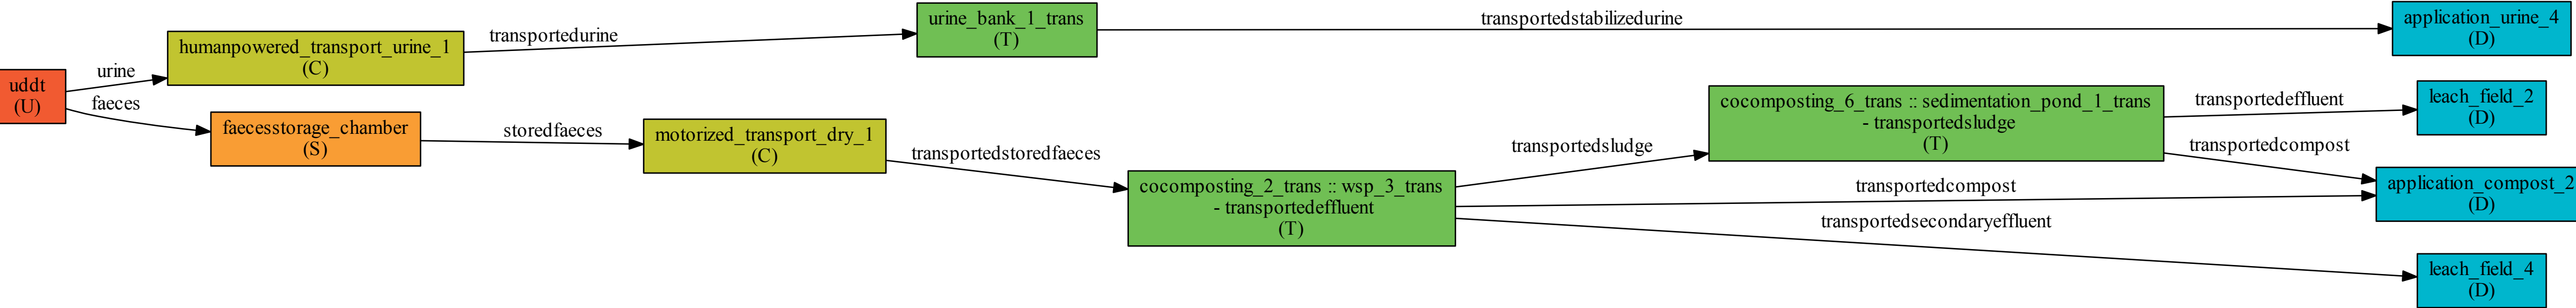 uddt
(U)
urine
faeces
humanpowered_transport_urine_1
(C)
transportedurine
urine_bank_1_trans
(T)
transportedstabilizedurine
application_urine_4
(D)
faecesstorage_chamber
(S)
storedfaeces
motorized_transport_dry_1
(C)
transportedstoredfaeces
cocomposting_2_trans :: wsp_3_trans
- transportedeffluent
(T)
transportedsludge
cocomposting_6_trans :: sedimentation_pond_1_trans
- transportedsludge
(T)
transportedeffluent
leach_field_2
(D)
transportedcompost
transportedcompost
application_compost_2
(D)
transportedsecondaryeffluent
leach_field_4
(D)